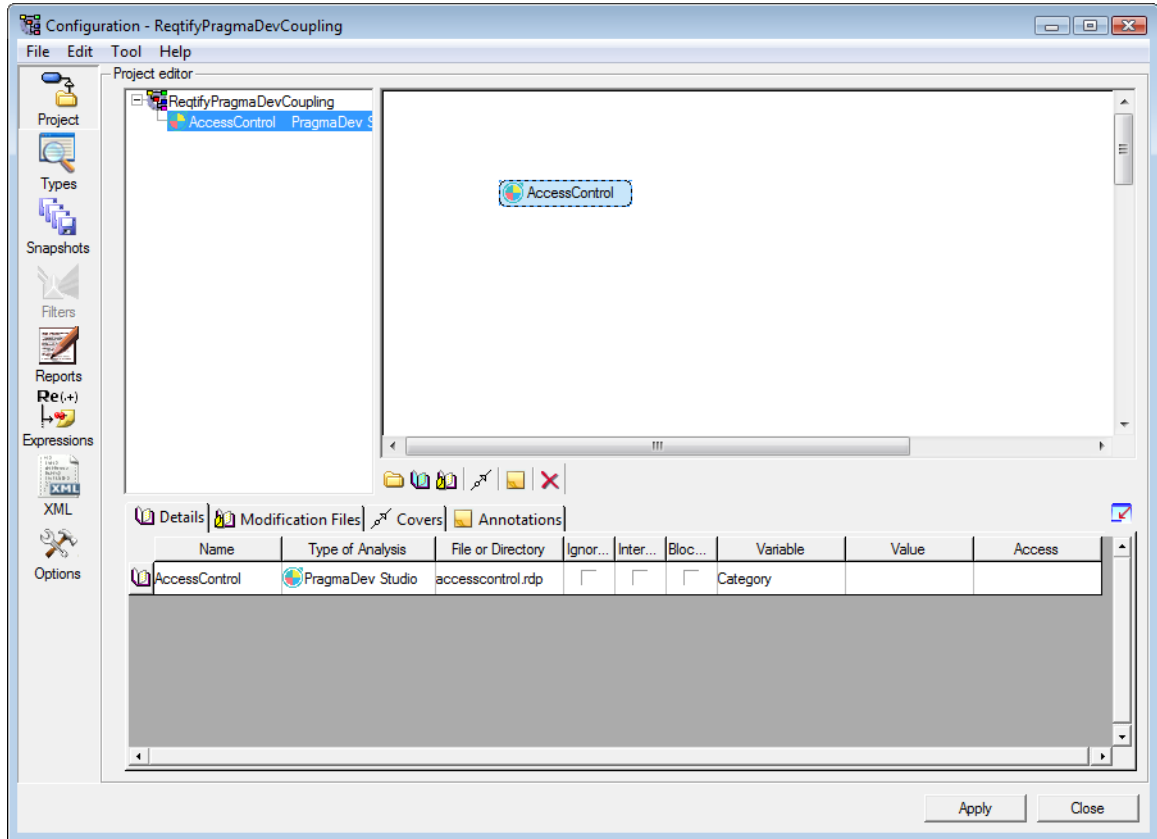 Configuration - ReqtifyPragmaDevCoupling
File Edit Tool Help
Project editor
Project
Types
Snapshots
Filters
Reports
Re(.+)
Expressions
XML
XML
Options
ReqtifyPragmaDevCoupling
AccessControl PragmaDev S
AccessControl
Details Modification Files Covers Annotations
Name Type of Analysis File or Directory Ignor... Inter... Bloc... Variable Value Access
AccessControl PragmaDev Studio accesscontrol.rdp Category
Apply Close